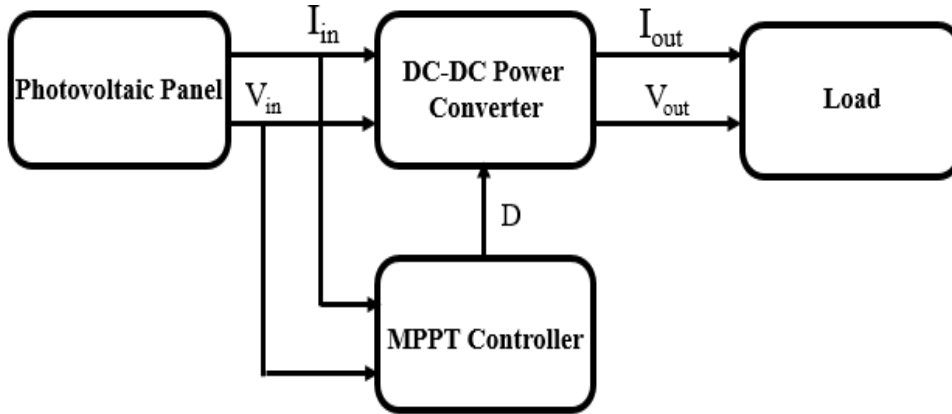 Photovoltaic Panel
I_in
V_in
DC-DC Power
Converter
I_out
V_out
Load
D
MPPT Controller